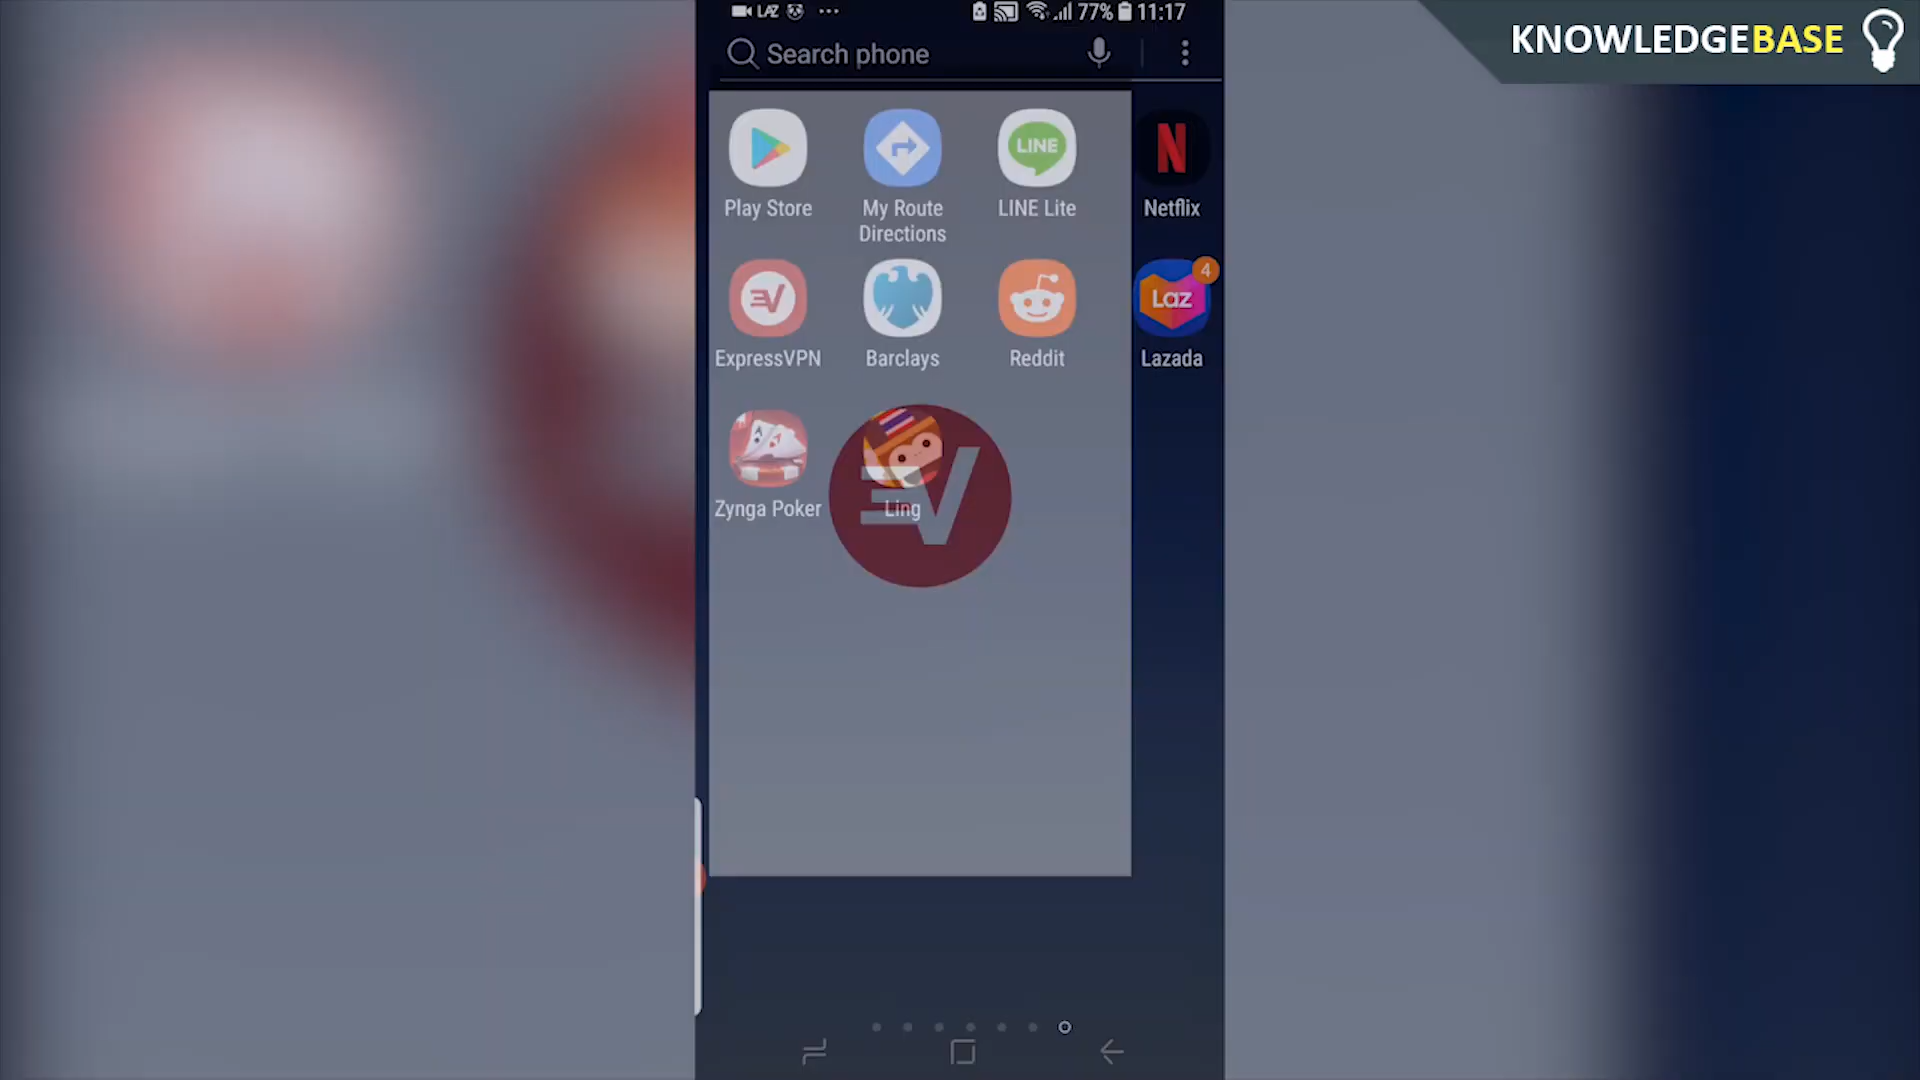 LAZ
77% 11:17
KNOWLEDGEBASE
Search phone
Play Store
My Route
Directions
LINE
LINE Lite
N
Netflix
ExpressVPN
Barclays
Reddit
4
Laz
Lazada
Zynga Poker
Ling